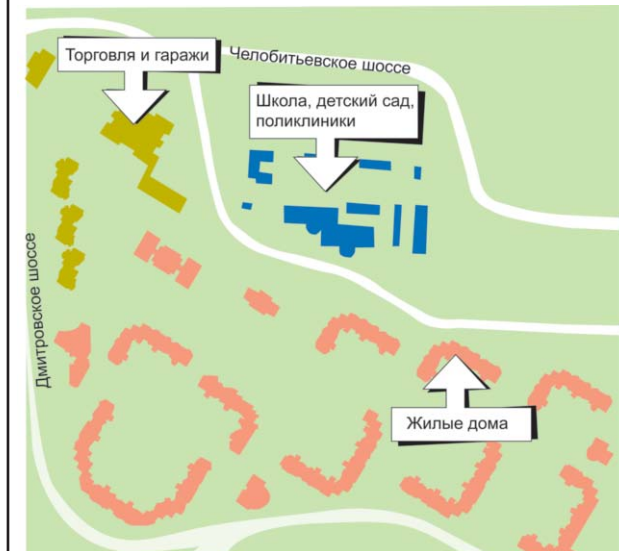 Торговля и гаражи
Челобитьевское шоссе
Школа, детский сад,
поликлиники
Дмитровское шоссе
Жилые дома